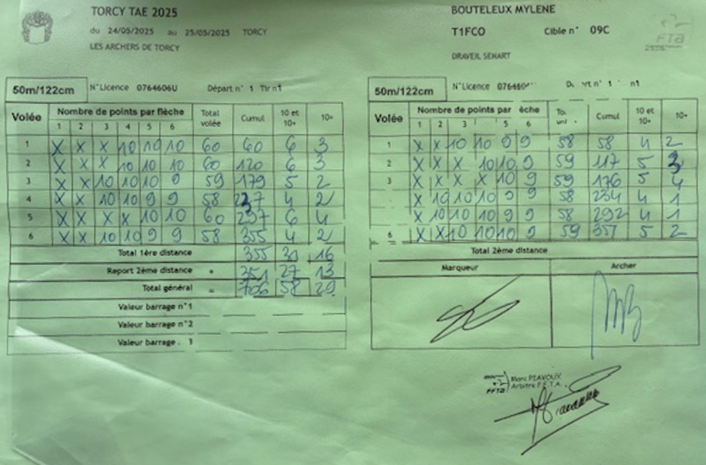 TORCY TAE 2025
du 24/05/2025 au 25/05/2025 TORCY
LES ARCHERS DE TORCY
BOUTELEUX MYLENE
T1FCO Cible n° 09C
DRAVEIL SENART
FFTA
50m/122cm N°Licence 0764606U Départ n° 1 Tir n°1
Volée Nombre de points par flèche Total volée Cumul 10 et 10+ 10+
1 2 3 4 5 6
1 X X X 10 10 10 60 60 6 3
2 X X X 10 10 10 60 120 6 3
3 X X 10 10 10 9 59 179 5 2
4 X X 10 10 9 9 58 237 4 2
5 X X X X 10 10 60 297 6 4
6 X X 10 10 9 9 58 355 4 2
Total 1ère distance 355 16
Report 2ème distance + 351 27 13
Total général = 706 58 29
Valeur barrage n°1
Valeur barrage n°2
Valeur barrage 3
50m/122cm N°Licence
Volée Nombre de points par èche Cumul 10 et 10+ 10+
1 2 3 4 5 6
1 X X 10 10 9 9 58 58 4 2
2 X X X 10 10 9 59 117 5 3
3 X X X X 10 9 59 176 5 4
4 X 10 10 10 9 9 58 234 4 1
5 X 10 10 10 9 9 58 292 4 1
6 X X 10 10 10 9 59 351 5 2
Total 2ème distance
Marqueur Archer
FFTA Marc PIAVOUX
Arbitre F.F.T.A.